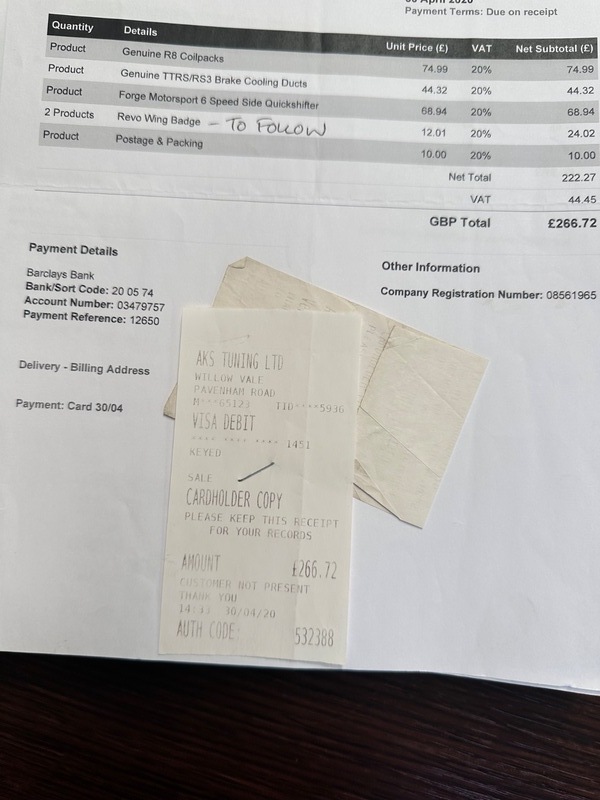 Payment Terms: Due on receipt
Quantity Details Unit Price (£) VAT Net Subtotal (£)
Product Genuine R8 Coilpacks 74.99 20% 74.99
Product Genuine TTRS/RS3 Brake Cooling Ducts 44.32 20% 44.32
Product Forge Motorsport 6 Speed Side Quickshifter 68.94 20% 68.94
2 Products Revo Wing Badge - TO FOLLOW 12.01 20% 24.02
Product Postage & Packing 10.00 20% 10.00
Net Total 222.27
VAT 44.45
GBP Total £266.72
Payment Details
Barclays Bank
Bank/Sort Code: 20 05 74
Account Number: 03479757
Payment Reference: 12650
Other Information
Company Registration Number: 08561965
Delivery - Billing Address
Payment: Card 30/04
AKS TUNING LTD
WILLOW VALE
PAVENHAM ROAD
M***65123 TID****5936
VISA DEBIT
**** **** **** 1451
KEYED
SALE
CARDHOLDER COPY
PLEASE KEEP THIS RECEIPT
FOR YOUR RECORDS
AMOUNT £266.72
CUSTOMER NOT PRESENT
THANK YOU
14:33 30/04/20
AUTH CODE: 532388